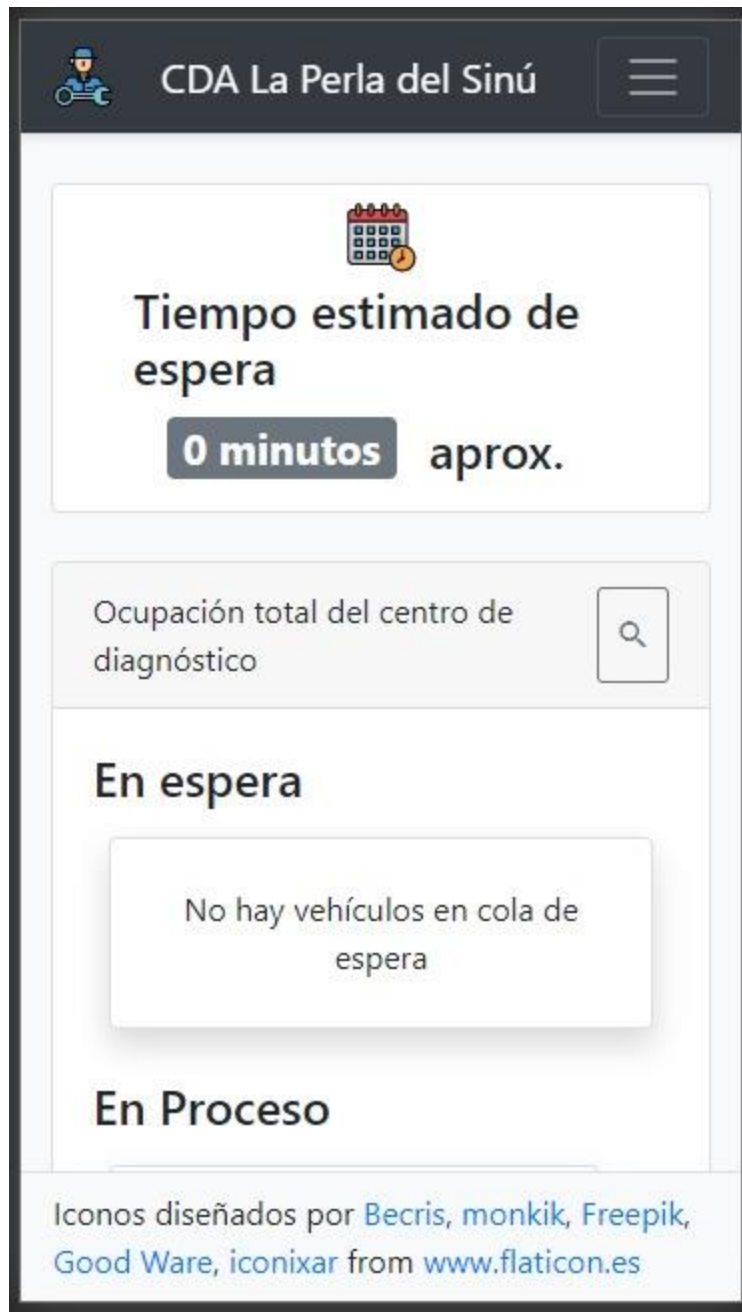 CDA La Perla del Sinú
Tiempo estimado de
espera
0 minutos aprox.
Ocupación total del centro de
diagnóstico
En espera
No hay vehículos en cola de
espera
En Proceso
Iconos diseñados por Becris, monkik, Freepik,
Good Ware, iconixar from www.flaticon.es